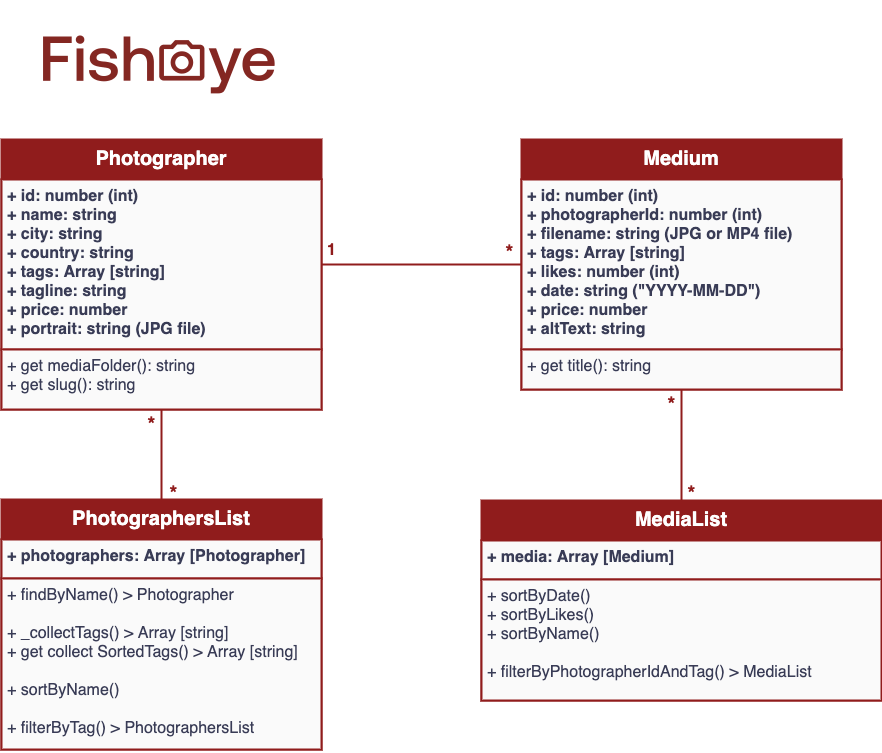 Fisheye
Photographer
+ id: number (int)
+ name: string
+ city: string
+ country: string
+ tags: Array [string]
+ tagline: string
+ price: number
+ portrait: string (JPG file)
+ get mediaFolder(): string
+ get slug(): string
1
*
Medium
+ id: number (int)
+ photographerId: number (int)
+ filename: string (JPG or MP4 file)
+ tags: Array [string]
+ likes: number (int)
+ date: string ("YYYY-MM-DD")
+ price: number
+ altText: string
+ get title(): string
*
*
PhotographersList
+ photographers: Array [Photographer]
+ findByName() > Photographer
+ _collectTags() > Array [string]
+ get collect SortedTags() > Array [string]
+ sortByName()
+ filterByTag() > PhotographersList
*
*
MediaList
+ media: Array [Medium]
+ sortByDate()
+ sortByLikes()
+ sortByName()
+ filterByPhotographerIdAndTag() > MediaList